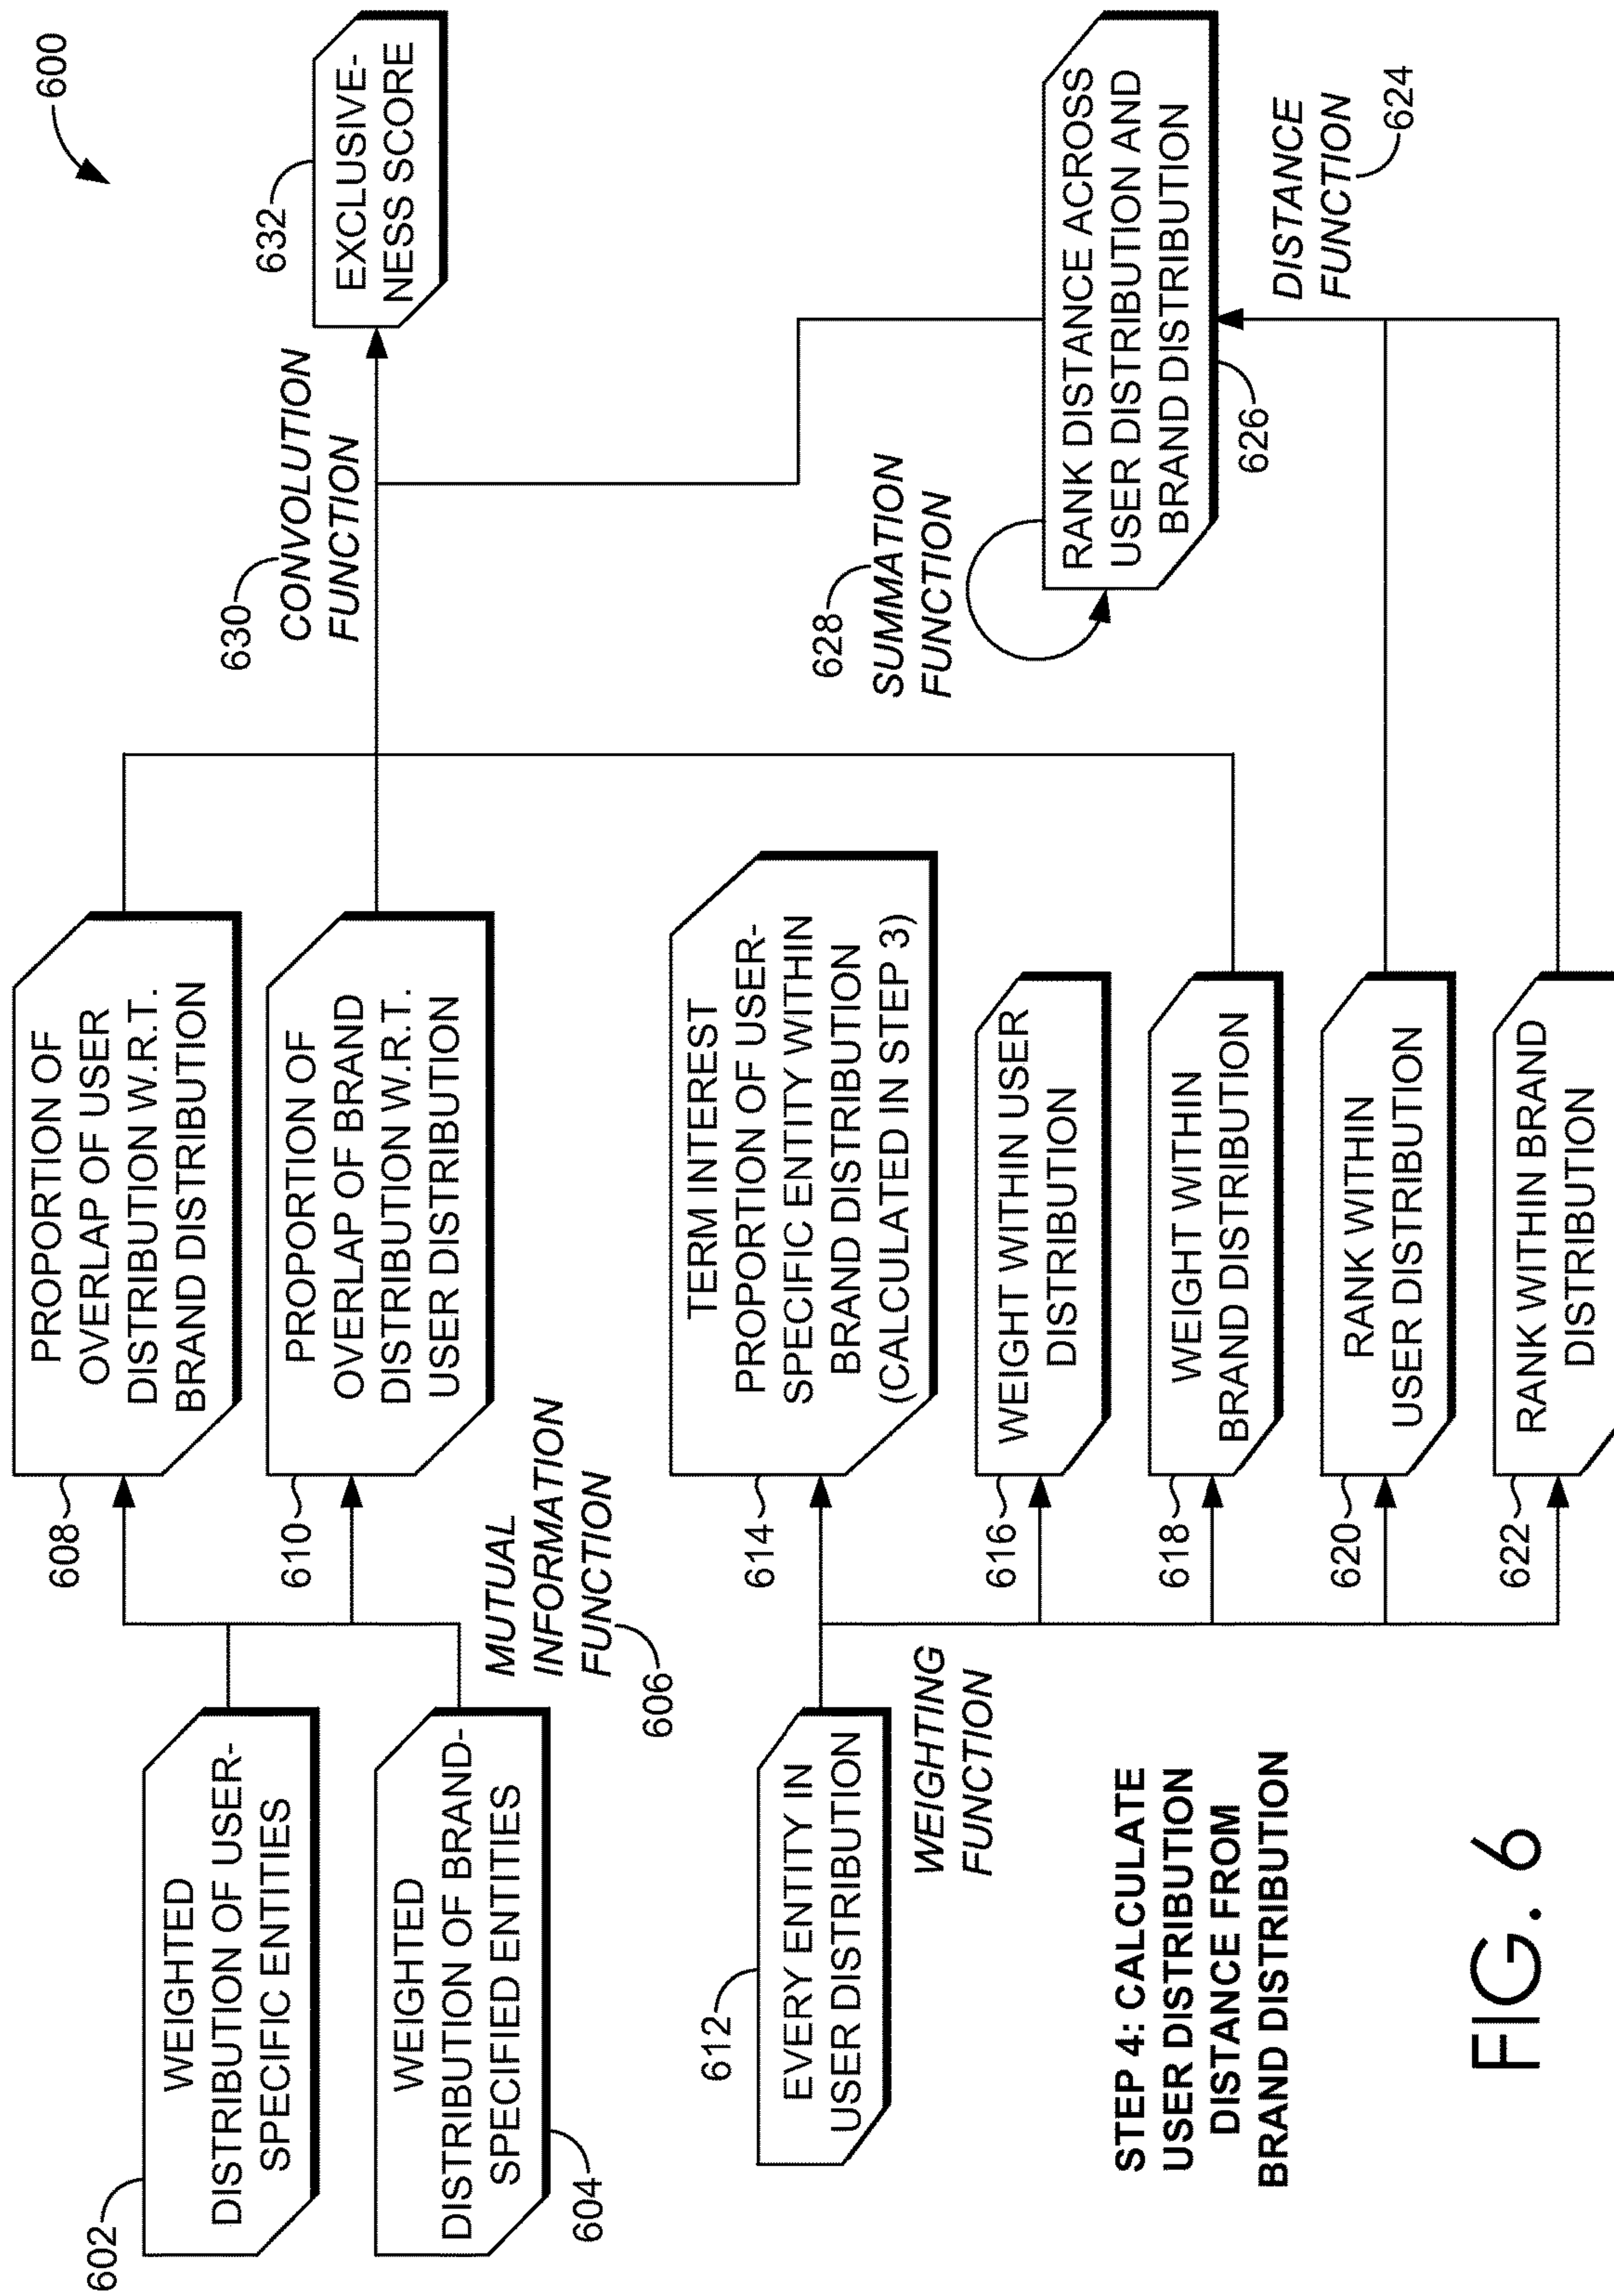 600
602
WEIGHTED
DISTRIBUTION OF USER-
SPECIFIC ENTITIES
WEIGHTED
DISTRIBUTION OF BRAND-
SPECIFIED ENTITIES
604
MUTUAL
INFORMATION
FUNCTION
606
608
PROPORTION OF
OVERLAP OF USER
DISTRIBUTION W.R.T.
BRAND DISTRIBUTION
610
PROPORTION OF
OVERLAP OF BRAND
DISTRIBUTION W.R.T.
USER DISTRIBUTION
630
CONVOLUTION
FUNCTION
632
EXCLUSIVE-
NESS SCORE
612
EVERY ENTITY IN
USER DISTRIBUTION
WEIGHTING
FUNCTION
614
TERM INTEREST
PROPORTION OF USER-
SPECIFIC ENTITY WITHIN
BRAND DISTRIBUTION
(CALCULATED IN STEP 3)
616
WEIGHT WITHIN USER
DISTRIBUTION
618
WEIGHT WITHIN
BRAND DISTRIBUTION
620
RANK WITHIN
USER DISTRIBUTION
622
RANK WITHIN BRAND
DISTRIBUTION
628
SUMMATION
FUNCTION
RANK DISTANCE ACROSS
USER DISTRIBUTION AND
BRAND DISTRIBUTION
626
DISTANCE
FUNCTION
624
STEP 4: CALCULATE
USER DISTRIBUTION
DISTANCE FROM
BRAND DISTRIBUTION
FIG. 6